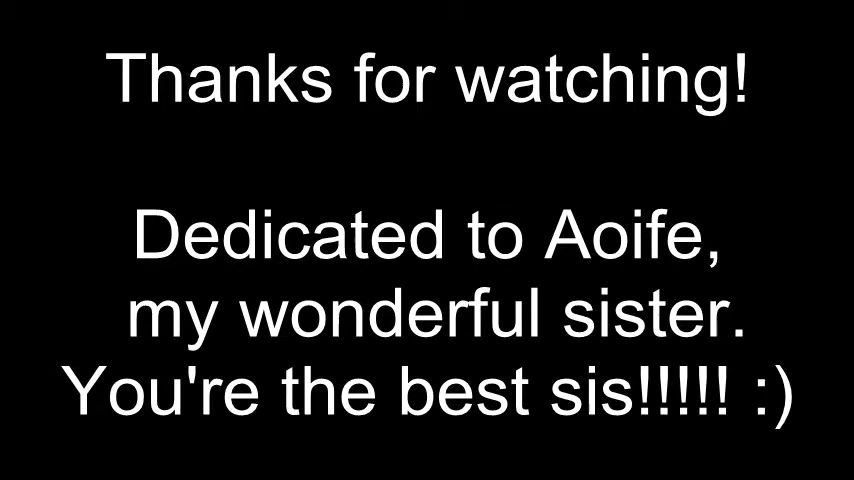 Thanks for watching!
Dedicated to Aoife,
my wonderful sister.
You're the best sis!!!!! :)